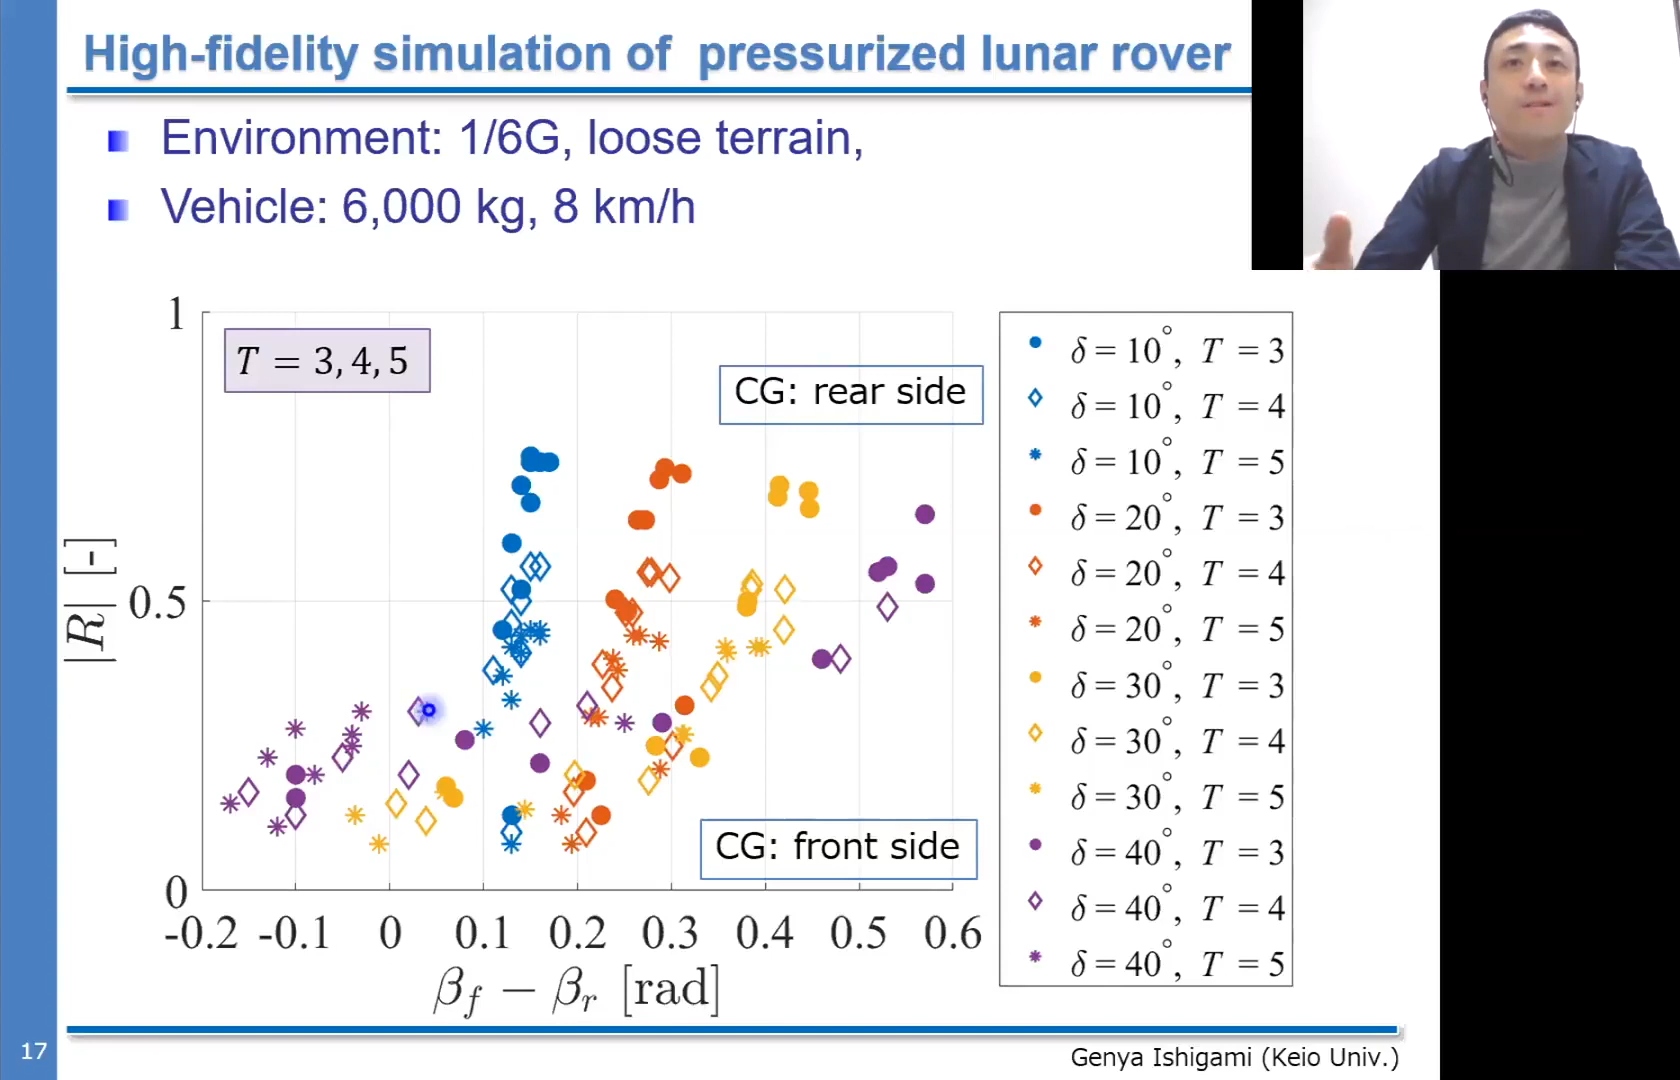 High-fidelity simulation of pressurized lunar rover
Environment: 1/6G, loose terrain,
Vehicle: 6,000 kg, 8 km/h
T = 3, 4, 5
CG: rear side
CG: front side
1
0.5
0
|R| [-]
-0.2 -0.1 0 0.1 0.2 0.3 0.4 0.5 0.6
β_f − β_r [rad]
δ = 10°, T = 3
δ = 10°, T = 4
δ = 10°, T = 5
δ = 20°, T = 3
δ = 20°, T = 4
δ = 20°, T = 5
δ = 30°, T = 3
δ = 30°, T = 4
δ = 30°, T = 5
δ = 40°, T = 3
δ = 40°, T = 4
δ = 40°, T = 5
17
Genya Ishigami (Keio Univ.)